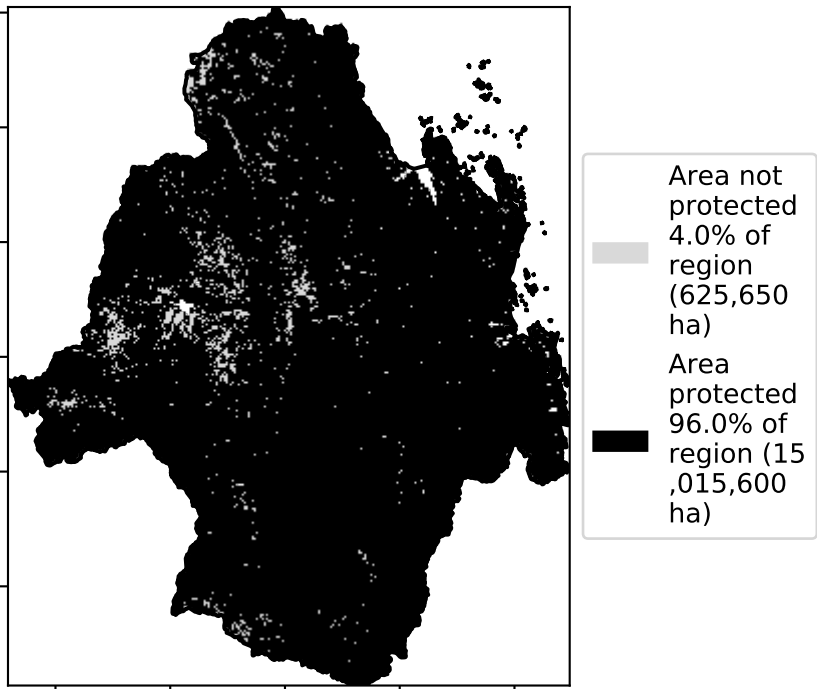 Area not
protected
4.0% of
region
(625,650
ha)
Area
protected
96.0% of
region (15
,015,600
ha)